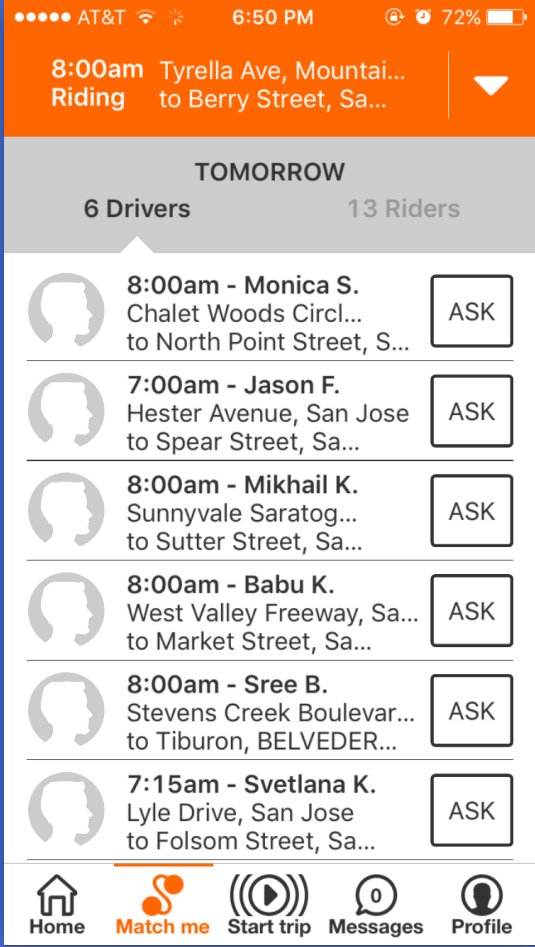 AT&T 6:50 PM 72%
8:00am Tyrella Ave, Mountai...
Riding to Berry Street, Sa...
TOMORROW
6 Drivers 13 Riders
8:00am - Monica S.
Chalet Woods Circl...
to North Point Street, S...
ASK
7:00am - Jason F.
Hester Avenue, San Jose
to Spear Street, Sa...
ASK
8:00am - Mikhail K.
Sunnyvale Saratog...
to Sutter Street, Sa...
ASK
8:00am - Babu K.
West Valley Freeway, Sa...
to Market Street, Sa...
ASK
8:00am - Sree B.
Stevens Creek Boulevar...
to Tiburon, BELVEDER...
ASK
7:15am - Svetlana K.
Lyle Drive, San Jose
to Folsom Street, Sa...
ASK
0
Home Match me Start trip Messages Profile